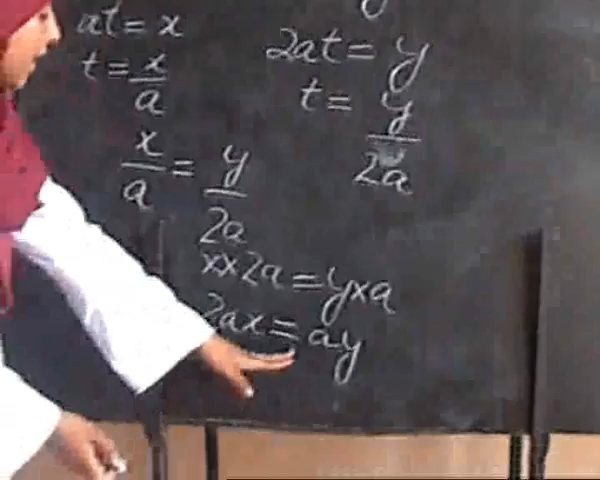 at = x
t = x/a
2at = y
t = y/2a
x/a = y/2a
x×2a = y×a
2ax = ay